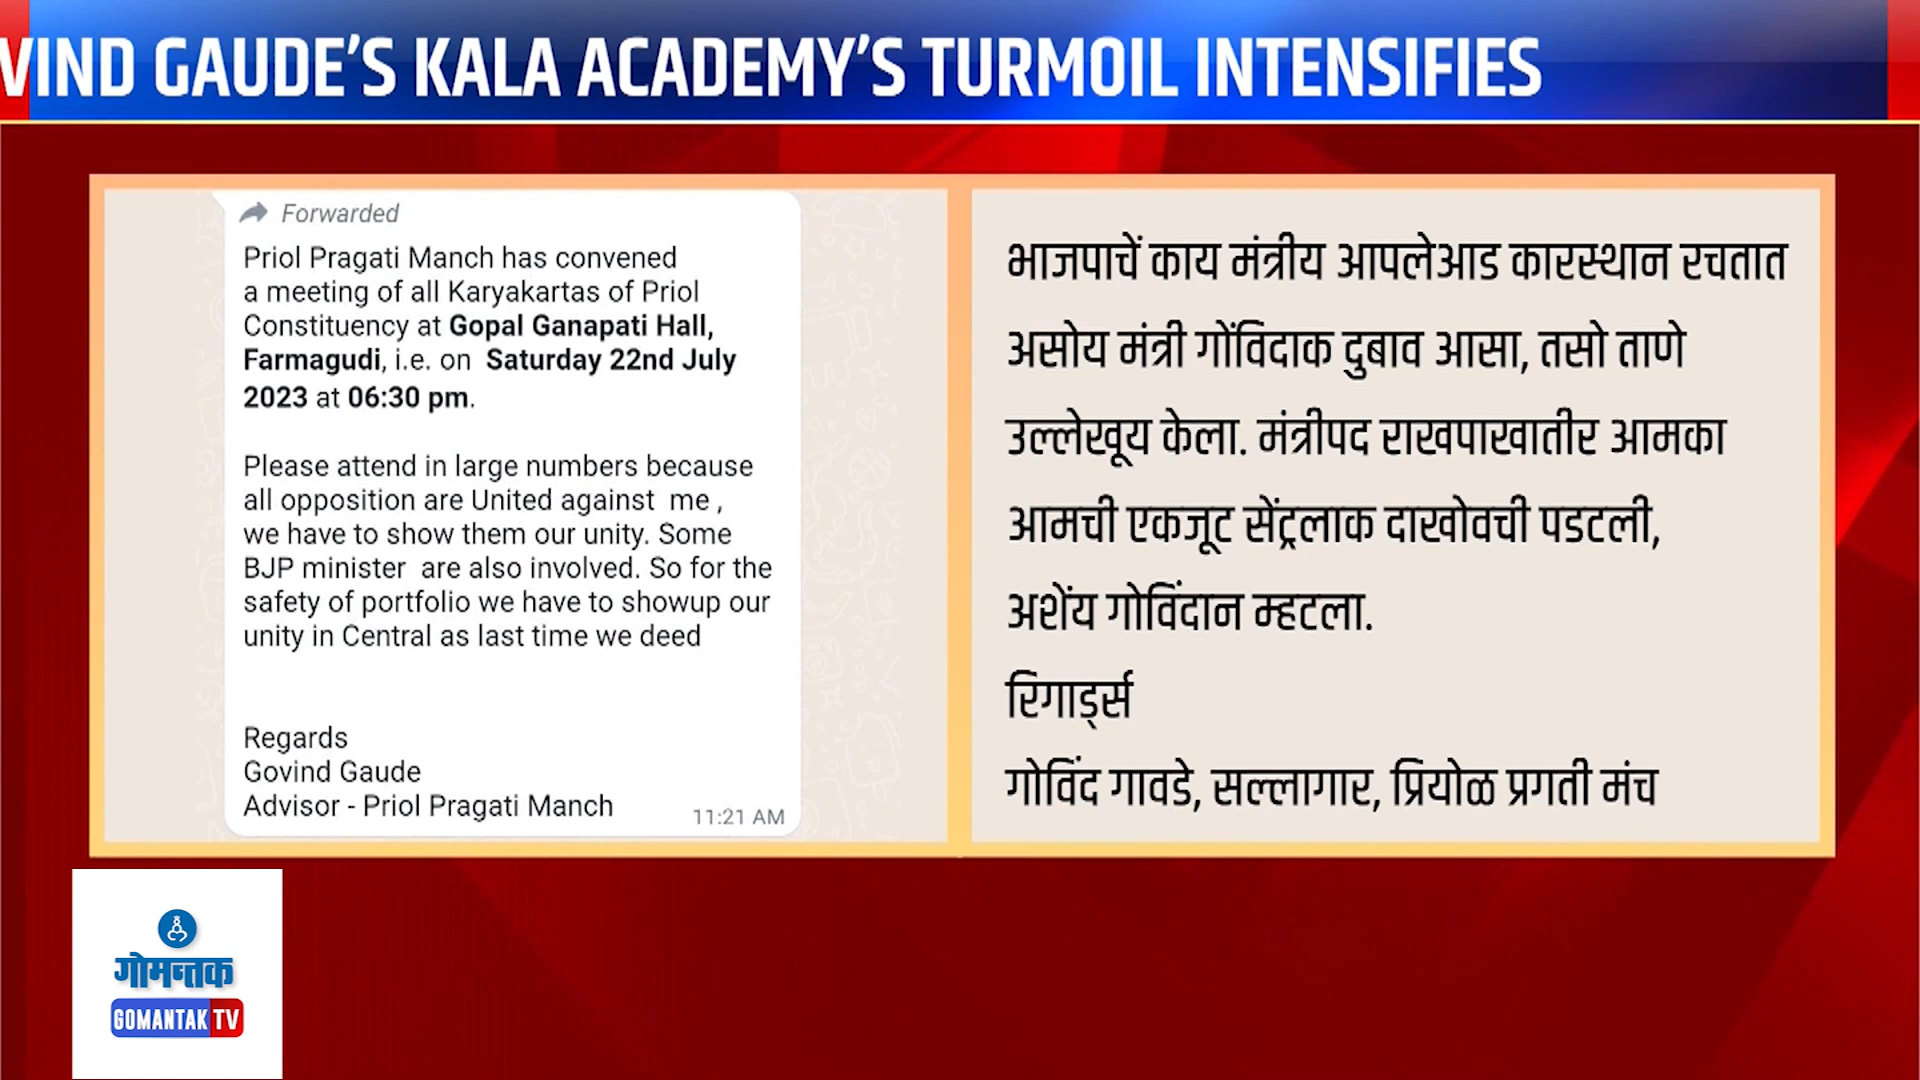 VIND GAUDE'S KALA ACADEMY'S TURMOIL INTENSIFIES
Forwarded
Priol Pragati Manch has convened
a meeting of all Karyakartas of Priol
Constituency at Gopal Ganapati Hall,
Farmagudi, i.e. on Saturday 22nd July
2023 at 06:30 pm.
Please attend in large numbers because
all opposition are United against me ,
we have to show them our unity. Some
BJP minister are also involved. So for the
safety of portfolio we have to showup our
unity in Central as last time we deed
Regards
Govind Gaude
Advisor - Priol Pragati Manch
11:21 AM
भाजपाचें काय मंत्रीय आपलेआड कारस्थान रचतात
असोय मंत्री गोंविदाक दुबाव आसा, तसो ताणे
उल्लेखूय केला. मंत्रीपद राखपाखातीर आमका
आमची एकजूट सेंट्रलाक दाखोवची पडटली,
अशेंय गोविंदान म्हटला.
रिगार्ड्स
गोविंद गावडे, सल्लागार, प्रियोळ प्रगती मंच
गोमन्तक
GOMANTAK TV